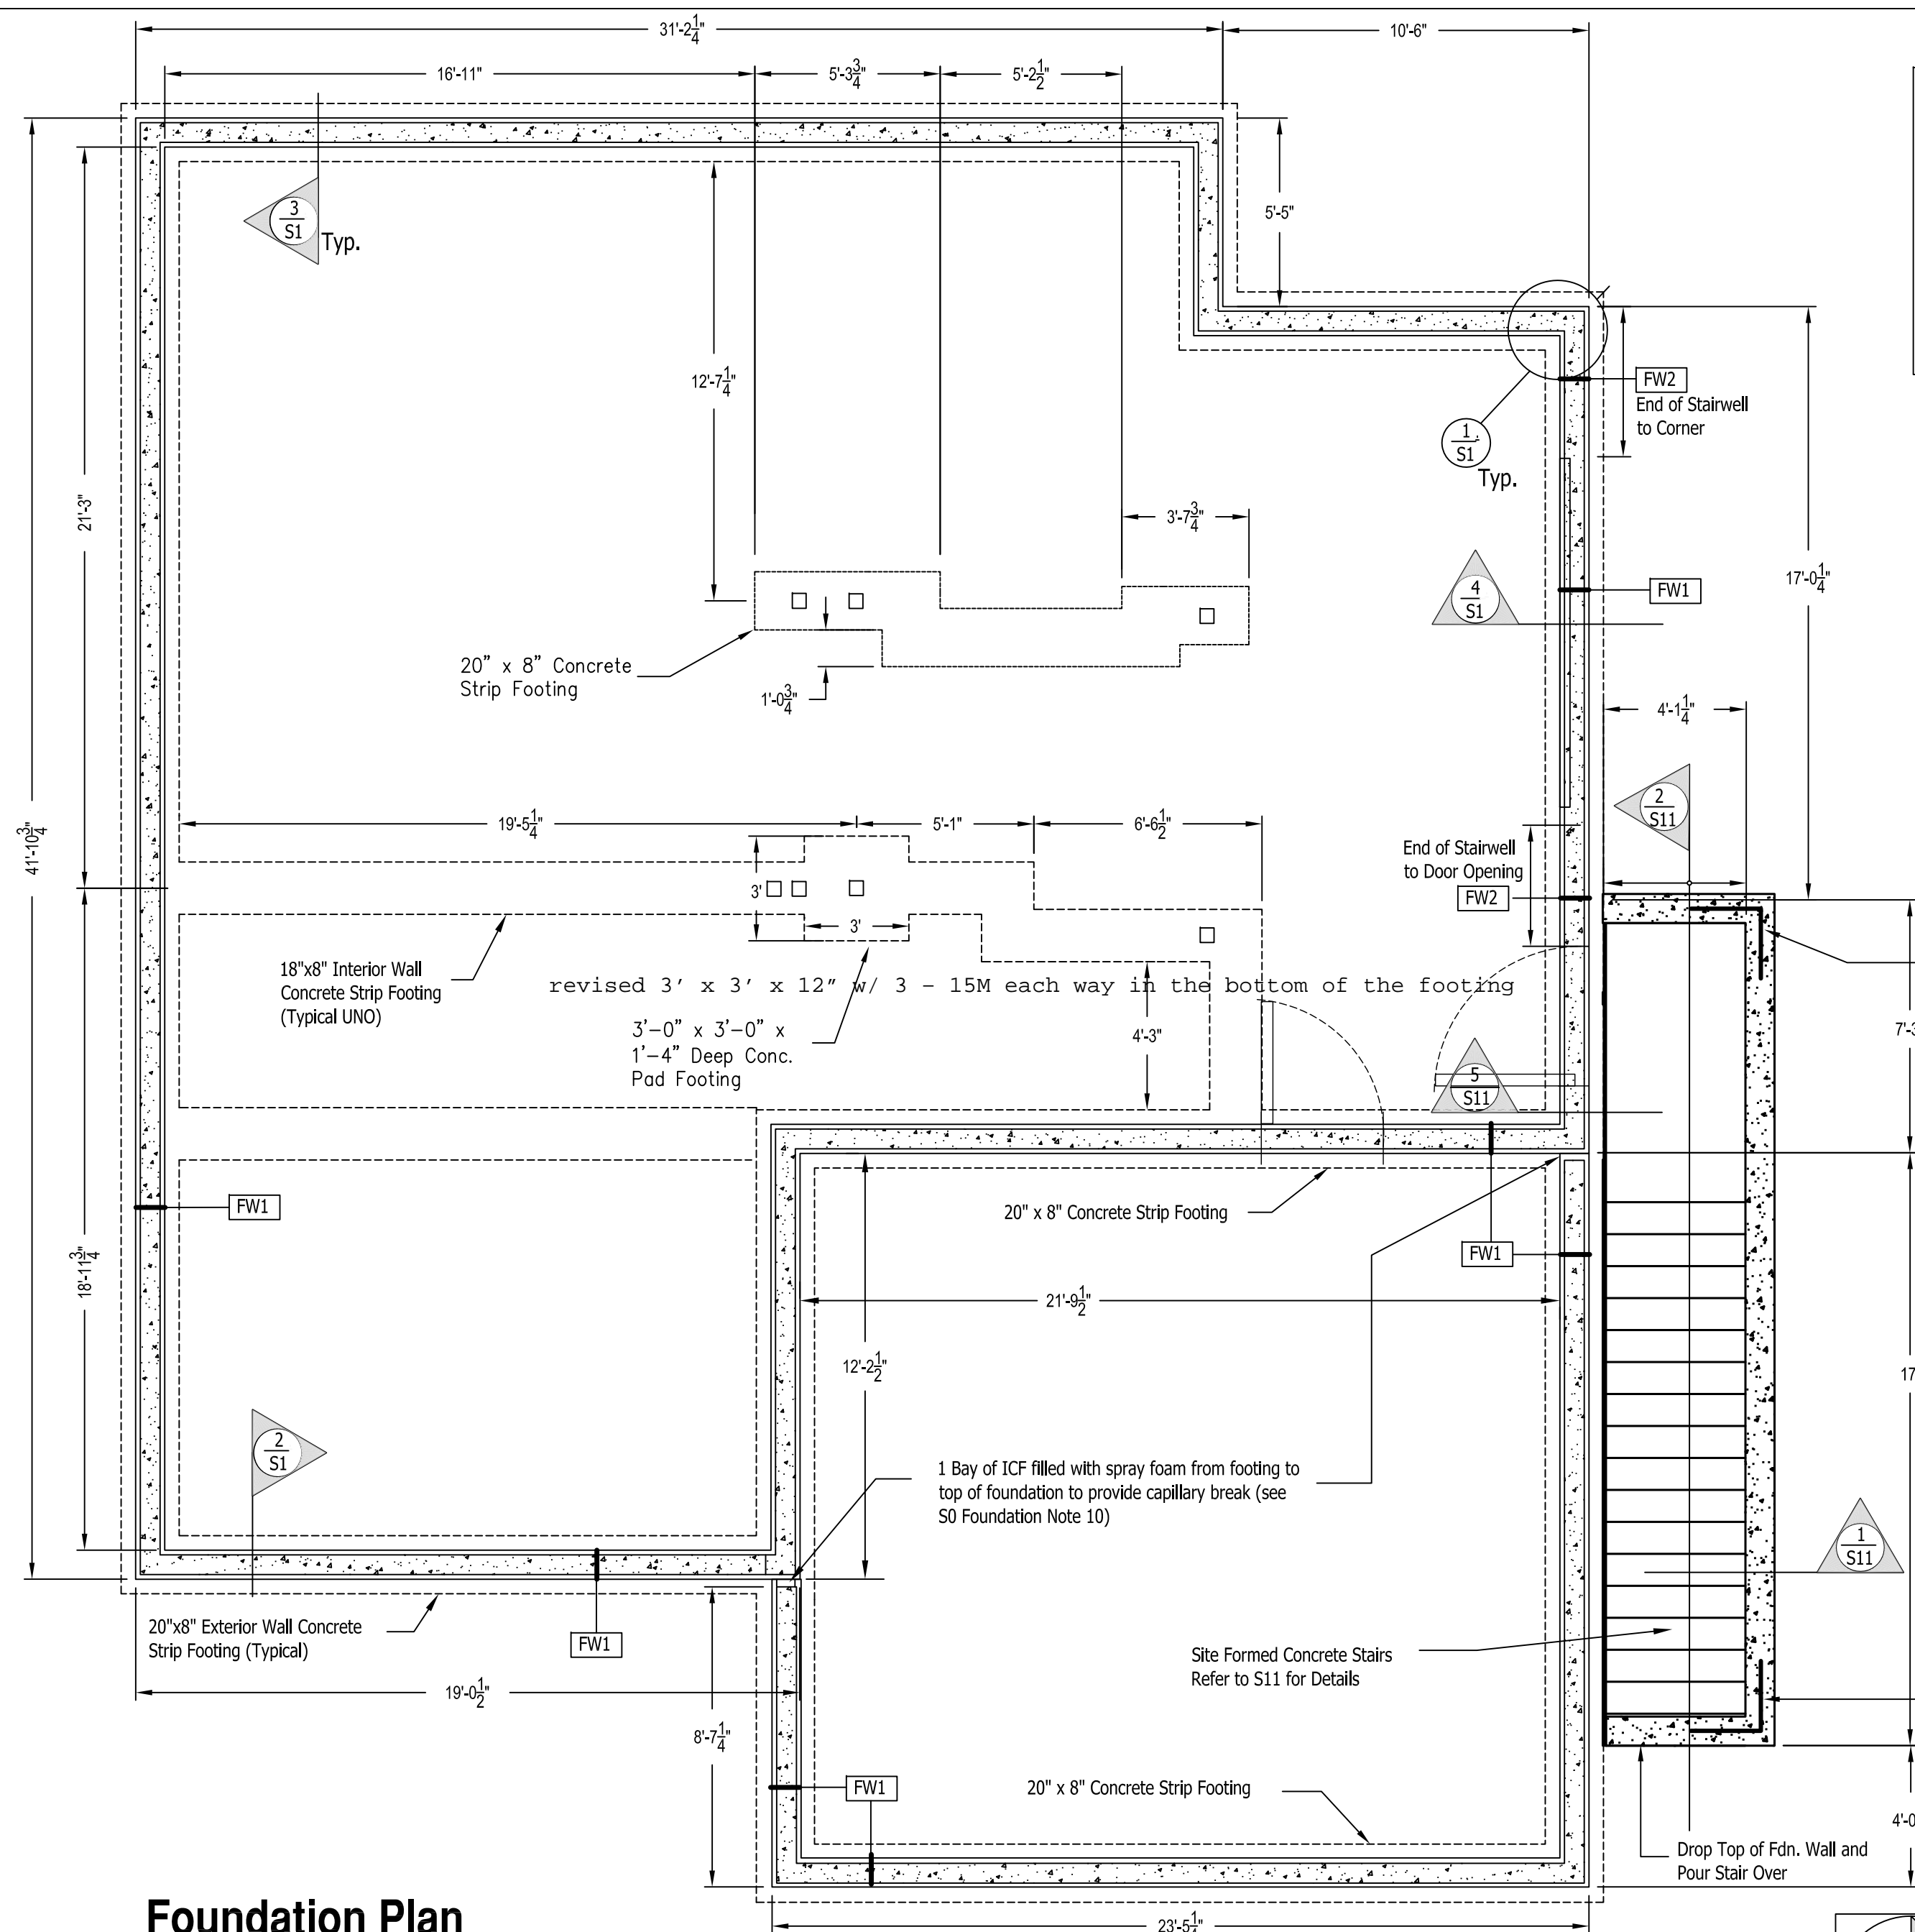 31'-2 1/4"
10'-6"
16'-11"
5'-3 3/4"
5'-2 1/2"
3
S1
Typ.
5'-5"
12'-7 1/4"
FW2
End of Stairwell
to Corner
1
S1
Typ.
21'-3"
3'-7 3/4"
17'-0 1/4"
4
S1
FW1
20" x 8" Concrete
Strip Footing
1'-0 3/4"
4'-1 1/4"
2
S11
41'-10 3/4"
19'-5 1/4"
5'-1"
6'-6 1/2"
End of Stairwell
to Door Opening
FW2
3'
3'
18"x8" Interior Wall
Concrete Strip Footing
(Typical UNO)
revised 3' x 3' x 12" w/ 3 - 15M each way in the bottom of the footing
3'-0" x 3'-0" x
1'-4" Deep Conc.
Pad Footing
4'-3"
5
S11
FW1
20" x 8" Concrete Strip Footing
FW1
18'-11 3/4"
21'-9 1/2"
12'-2 1/2"
2
S1
1 Bay of ICF filled with spray foam from footing to
top of foundation to provide capillary break (see
S0 Foundation Note 10)
1
S11
20"x8" Exterior Wall Concrete
Strip Footing (Typical)
FW1
Site Formed Concrete Stairs
Refer to S11 for Details
19'-0 1/2"
8'-7 1/4"
FW1
20" x 8" Concrete Strip Footing
Drop Top of Fdn. Wall and
Pour Stair Over
Foundation Plan
23'-5 1/4"